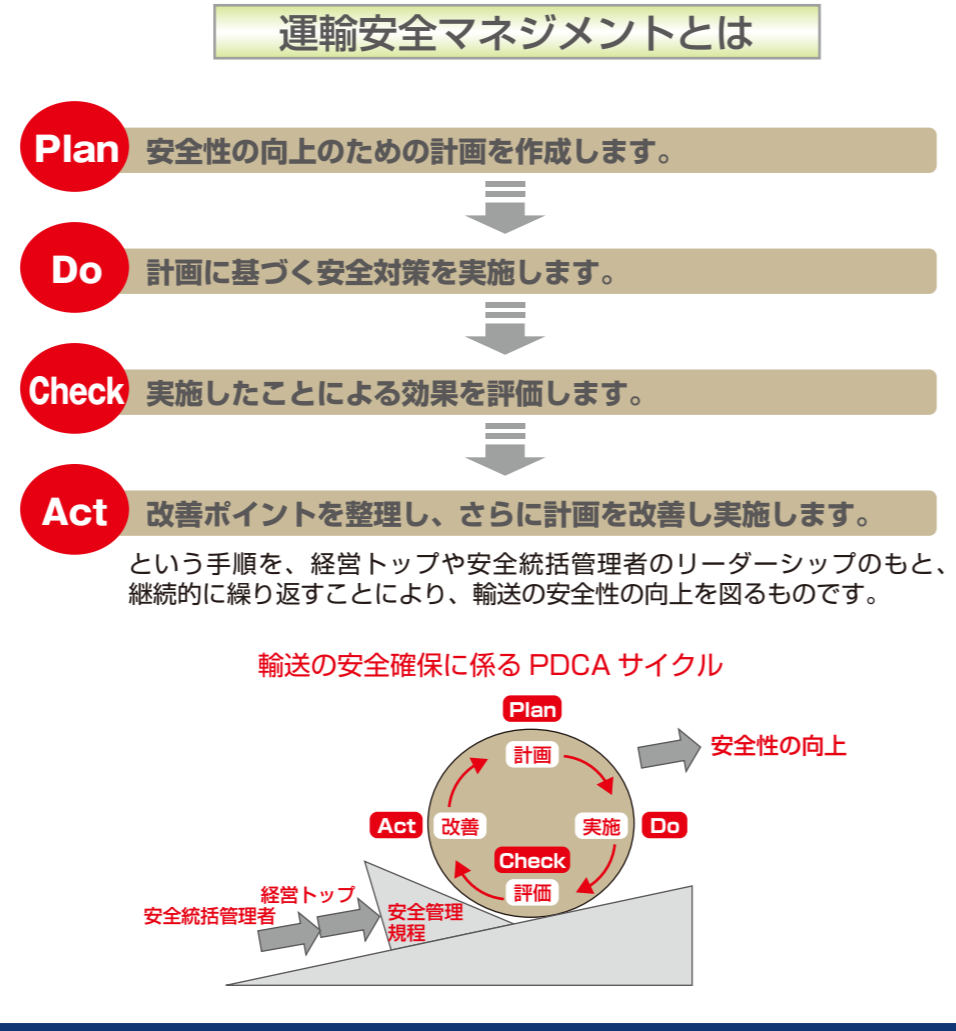 運輸安全マネジメントとは
Plan 安全性の向上のための計画を作成します。
Do 計画に基づく安全対策を実施します。
Check 実施したことによる効果を評価します。
Act 改善ポイントを整理し、さらに計画を改善し実施します。
という手順を、経営トップや安全統括管理者のリーダーシップのもと、
継続的に繰り返すことにより、輸送の安全性の向上を図るものです。
輸送の安全確保に係る PDCA サイクル
Plan
計画
安全性の向上
Act
改善
実施
Do
Check
評価
経営トップ
安全統括管理者
安全管理
規程